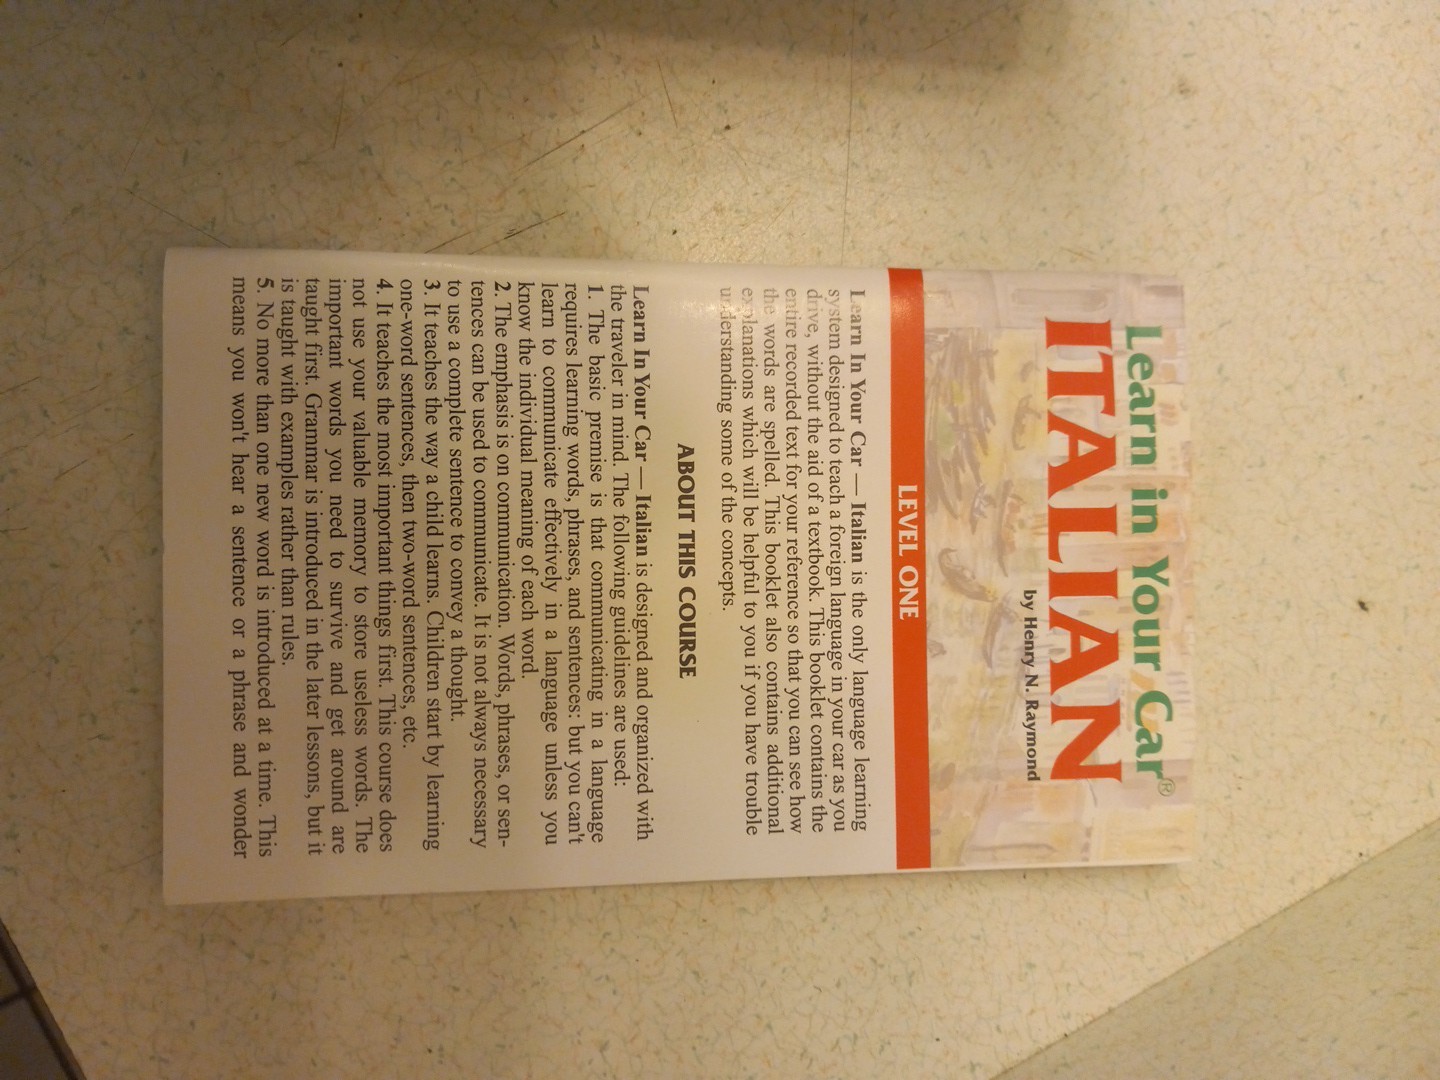 Learn in Your Car®
ITALIAN
by Henry N. Raymond
LEVEL ONE
Learn In Your Car — Italian is the only language learning
system designed to teach a foreign language in your car as you
drive, without the aid of a textbook. This booklet contains the
entire recorded text for your reference so that you can see how
the words are spelled. This booklet also contains additional
explanations which will be helpful to you if you have trouble
understanding some of the concepts.
ABOUT THIS COURSE
Learn In Your Car — Italian is designed and organized with
the traveler in mind. The following guidelines are used:
1. The basic premise is that communicating in a language
requires learning words, phrases, and sentences: but you can't
learn to communicate effectively in a language unless you
know the individual meaning of each word.
2. The emphasis is on communication. Words, phrases, or sen-
tences can be used to communicate. It is not always necessary
to use a complete sentence to convey a thought.
3. It teaches the way a child learns. Children start by learning
one-word sentences, then two-word sentences, etc.
4. It teaches the most important things first. This course does
not use your valuable memory to store useless words. The
important words you need to survive and get around are
taught first. Grammar is introduced in the later lessons, but it
is taught with examples rather than rules.
5. No more than one new word is introduced at a time. This
means you won't hear a sentence or a phrase and wonder